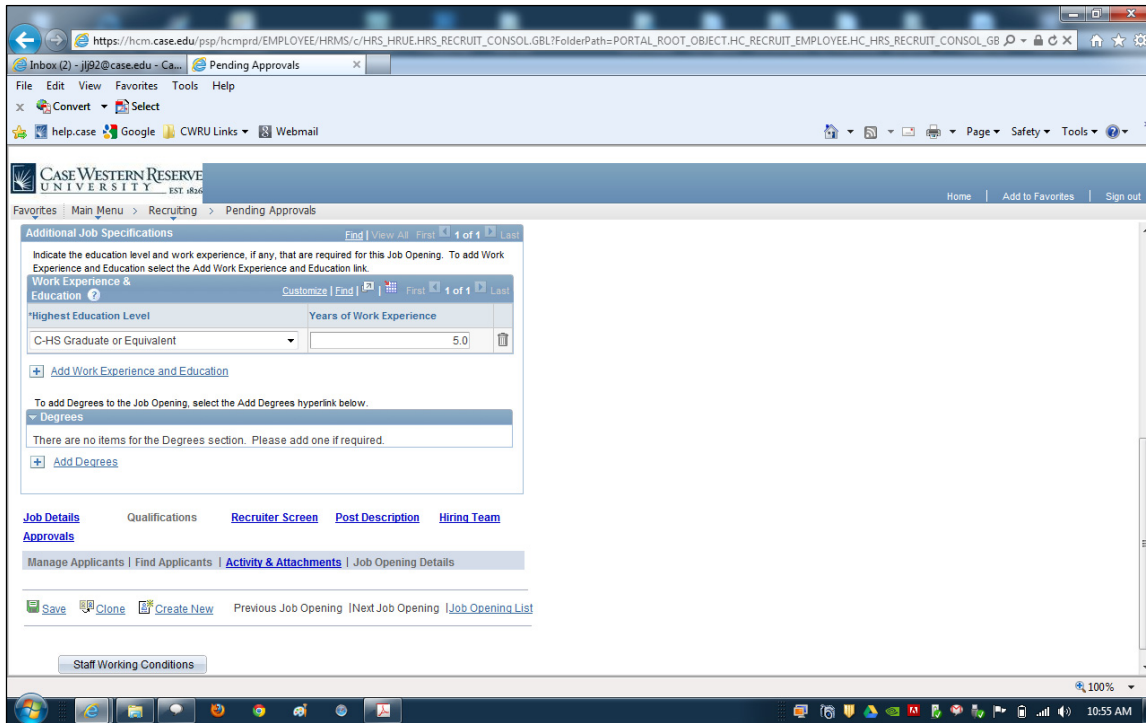 https://hcm.case.edu/psp/hcmprd/EMPLOYEE/HRMS/c/HRS_HRUE.HRS_RECRUIT_CONSOL.GBL?FolderPath=PORTAL_ROOT_OBJECT.HC_RECRUIT_EMPLOYEE.HC_HRS_RECRUIT_CONSOL_GB
Inbox (2) - jlj92@case.edu - Ca... Pending Approvals
File Edit View Favorites Tools Help
Convert Select
help.case Google CWRU Links Webmail Page Safety Tools
CASE WESTERN RESERVE
UNIVERSITY EST. 1826
Home | Add to Favorites | Sign out
Favorites Main Menu > Recruiting > Pending Approvals
Additional Job Specifications Find | View All First 1 of 1 Last
Indicate the education level and work experience, if any, that are required for this Job Opening. To add Work
Experience and Education select the Add Work Experience and Education link.
Work Experience &
Education Customize | Find | First 1 of 1 Last
*Highest Education Level Years of Work Experience
C-HS Graduate or Equivalent 5.0
Add Work Experience and Education
To add Degrees to the Job Opening, select the Add Degrees hyperlink below.
Degrees
There are no items for the Degrees section. Please add one if required.
Add Degrees
Job Details Qualifications Recruiter Screen Post Description Hiring Team
Approvals
Manage Applicants | Find Applicants | Activity & Attachments | Job Opening Details
Save Clone Create New Previous Job Opening |Next Job Opening |Job Opening List
Staff Working Conditions
100%
10:55 AM